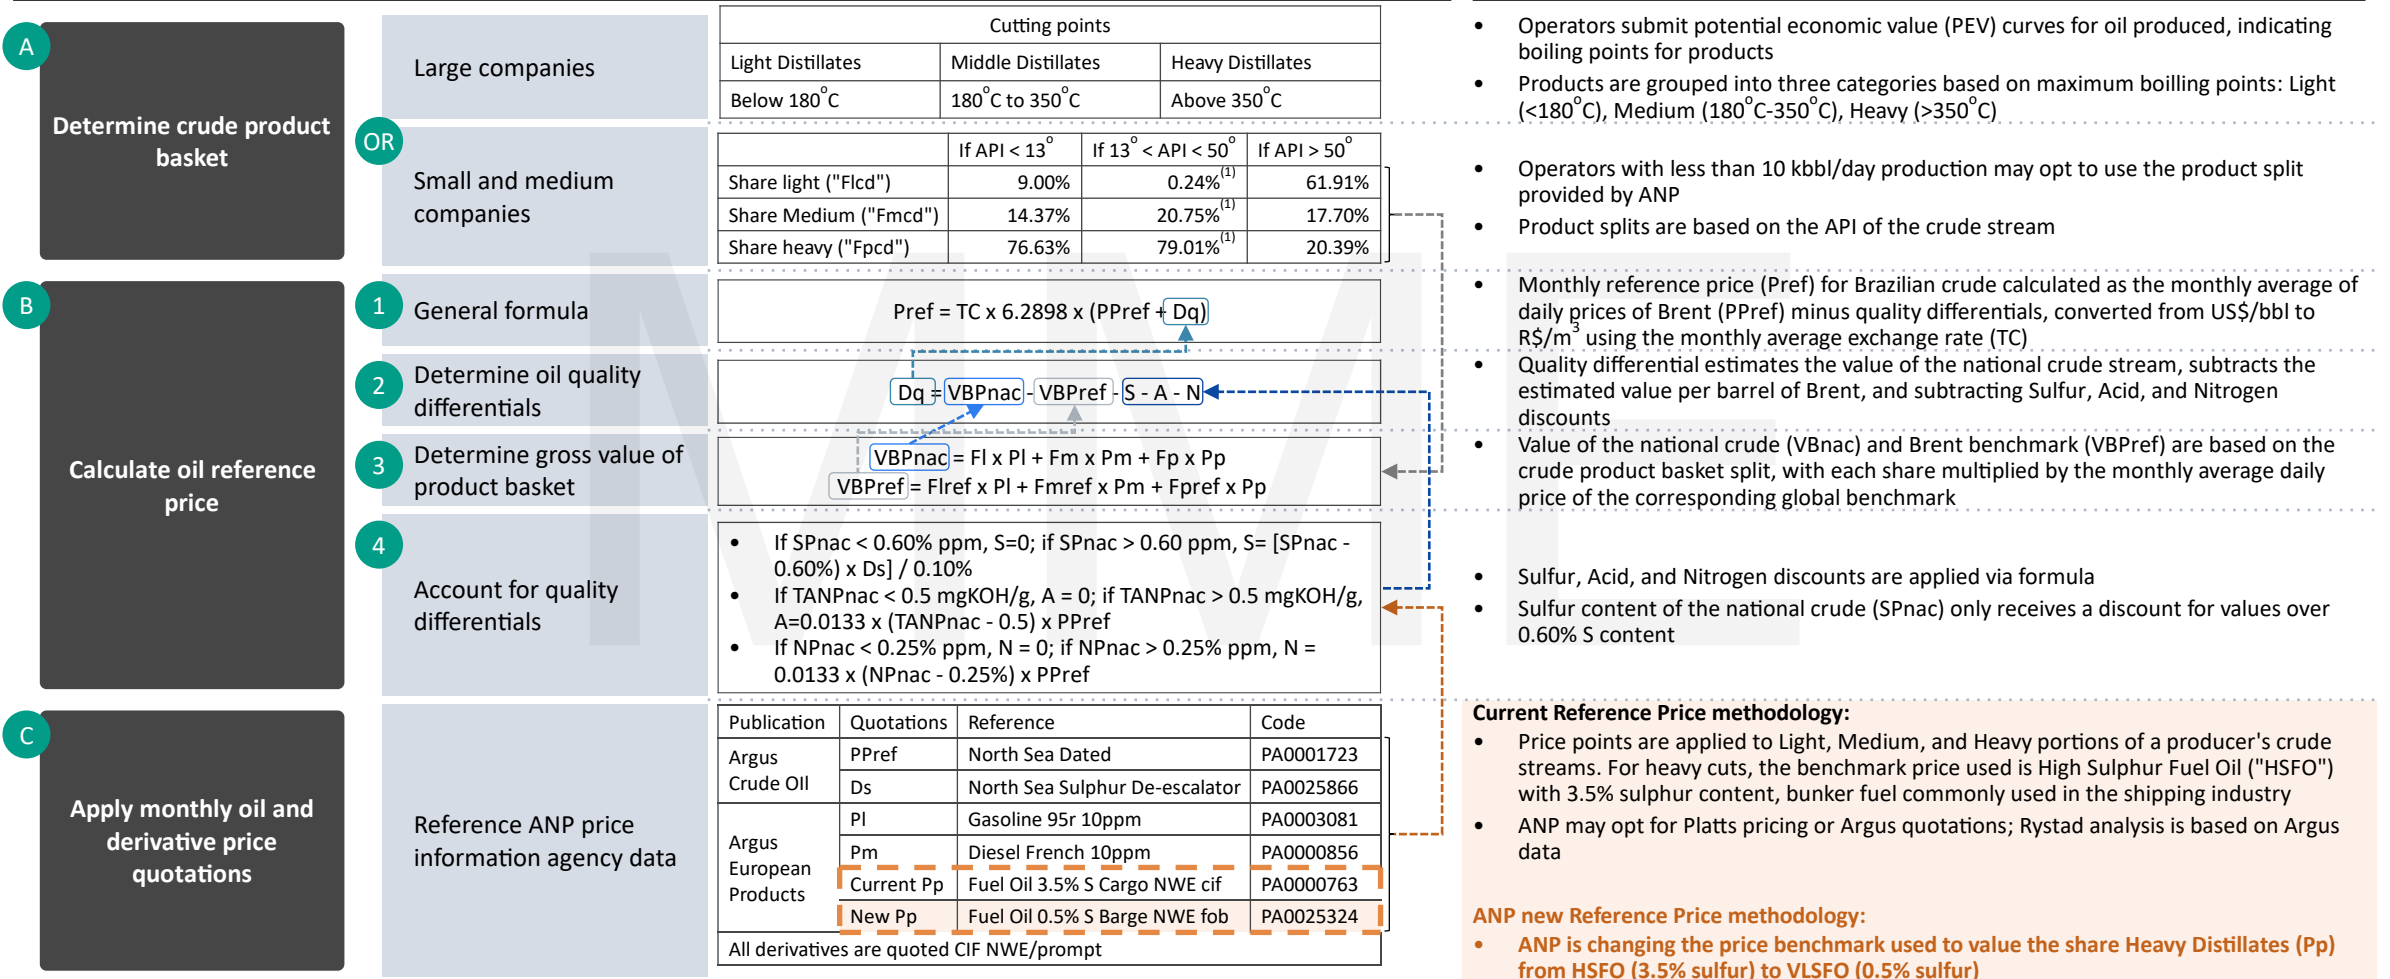 A
Determine crude product
basket
Large companies
Cutting points
Light Distillates Middle Distillates Heavy Distillates
Below 180°C 180°C to 350°C Above 350°C
• Operators submit potential economic value (PEV) curves for oil produced, indicating
boiling points for products
• Products are grouped into three categories based on maximum boilling points: Light
(<180°C), Medium (180°C-350°C), Heavy (>350°C)
OR
Small and medium
companies
If API < 13° If 13° < API < 50° If API > 50°
Share light ("Flcd") 9.00% 0.24%(1) 61.91%
Share Medium ("Fmcd") 14.37% 20.75%(1) 17.70%
Share heavy ("Fpcd") 76.63% 79.01%(1) 20.39%
• Operators with less than 10 kbbl/day production may opt to use the product split
provided by ANP
• Product splits are based on the API of the crude stream
B
Calculate oil reference
price
1
General formula
Pref = TC x 6.2898 x (PPref + Dq)
• Monthly reference price (Pref) for Brazilian crude calculated as the monthly average of
daily prices of Brent (PPref) minus quality differentials, converted from US$/bbl to
R$/m³ using the monthly average exchange rate (TC)
2
Determine oil quality
differentials
Dq = VBPnac - VBPref - S - A - N
• Quality differential estimates the value of the national crude stream, subtracts the
estimated value per barrel of Brent, and subtracting Sulfur, Acid, and Nitrogen
discounts
3
Determine gross value of
product basket
VBPnac = Fl x Pl + Fm x Pm + Fp x Pp
VBPref = Flref x Pl + Fmref x Pm + Fpref x Pp
• Value of the national crude (VBnac) and Brent benchmark (VBPref) are based on the
crude product basket split, with each share multiplied by the monthly average daily
price of the corresponding global benchmark
4
Account for quality
differentials
• If SPnac < 0.60% ppm, S=0; if SPnac > 0.60 ppm, S= [SPnac -
0.60%) x Ds] / 0.10%
• If TANPnac < 0.5 mgKOH/g, A = 0; if TANPnac > 0.5 mgKOH/g,
A=0.0133 x (TANPnac - 0.5) x PPref
• If NPnac < 0.25% ppm, N = 0; if NPnac > 0.25% ppm, N =
0.0133 x (NPnac - 0.25%) x PPref
• Sulfur, Acid, and Nitrogen discounts are applied via formula
• Sulfur content of the national crude (SPnac) only receives a discount for values over
0.60% S content
MME
C
Apply monthly oil and
derivative price
quotations
Reference ANP price
information agency data
Publication Quotations Reference Code
Argus
Crude OIl
PPref North Sea Dated PA0001723
Ds North Sea Sulphur De-escalator PA0025866
Argus
European
Products
Pl Gasoline 95r 10ppm PA0003081
Pm Diesel French 10ppm PA0000856
Current Pp Fuel Oil 3.5% S Cargo NWE cif PA0000763
New Pp Fuel Oil 0.5% S Barge NWE fob PA0025324
All derivatives are quoted CIF NWE/prompt
Current Reference Price methodology:
• Price points are applied to Light, Medium, and Heavy portions of a producer's crude
streams. For heavy cuts, the benchmark price used is High Sulphur Fuel Oil ("HSFO")
with 3.5% sulphur content, bunker fuel commonly used in the shipping industry
• ANP may opt for Platts pricing or Argus quotations; Rystad analysis is based on Argus
data
ANP new Reference Price methodology:
• ANP is changing the price benchmark used to value the share Heavy Distillates (Pp)
from HSFO (3.5% sulfur) to VLSFO (0.5% sulfur)